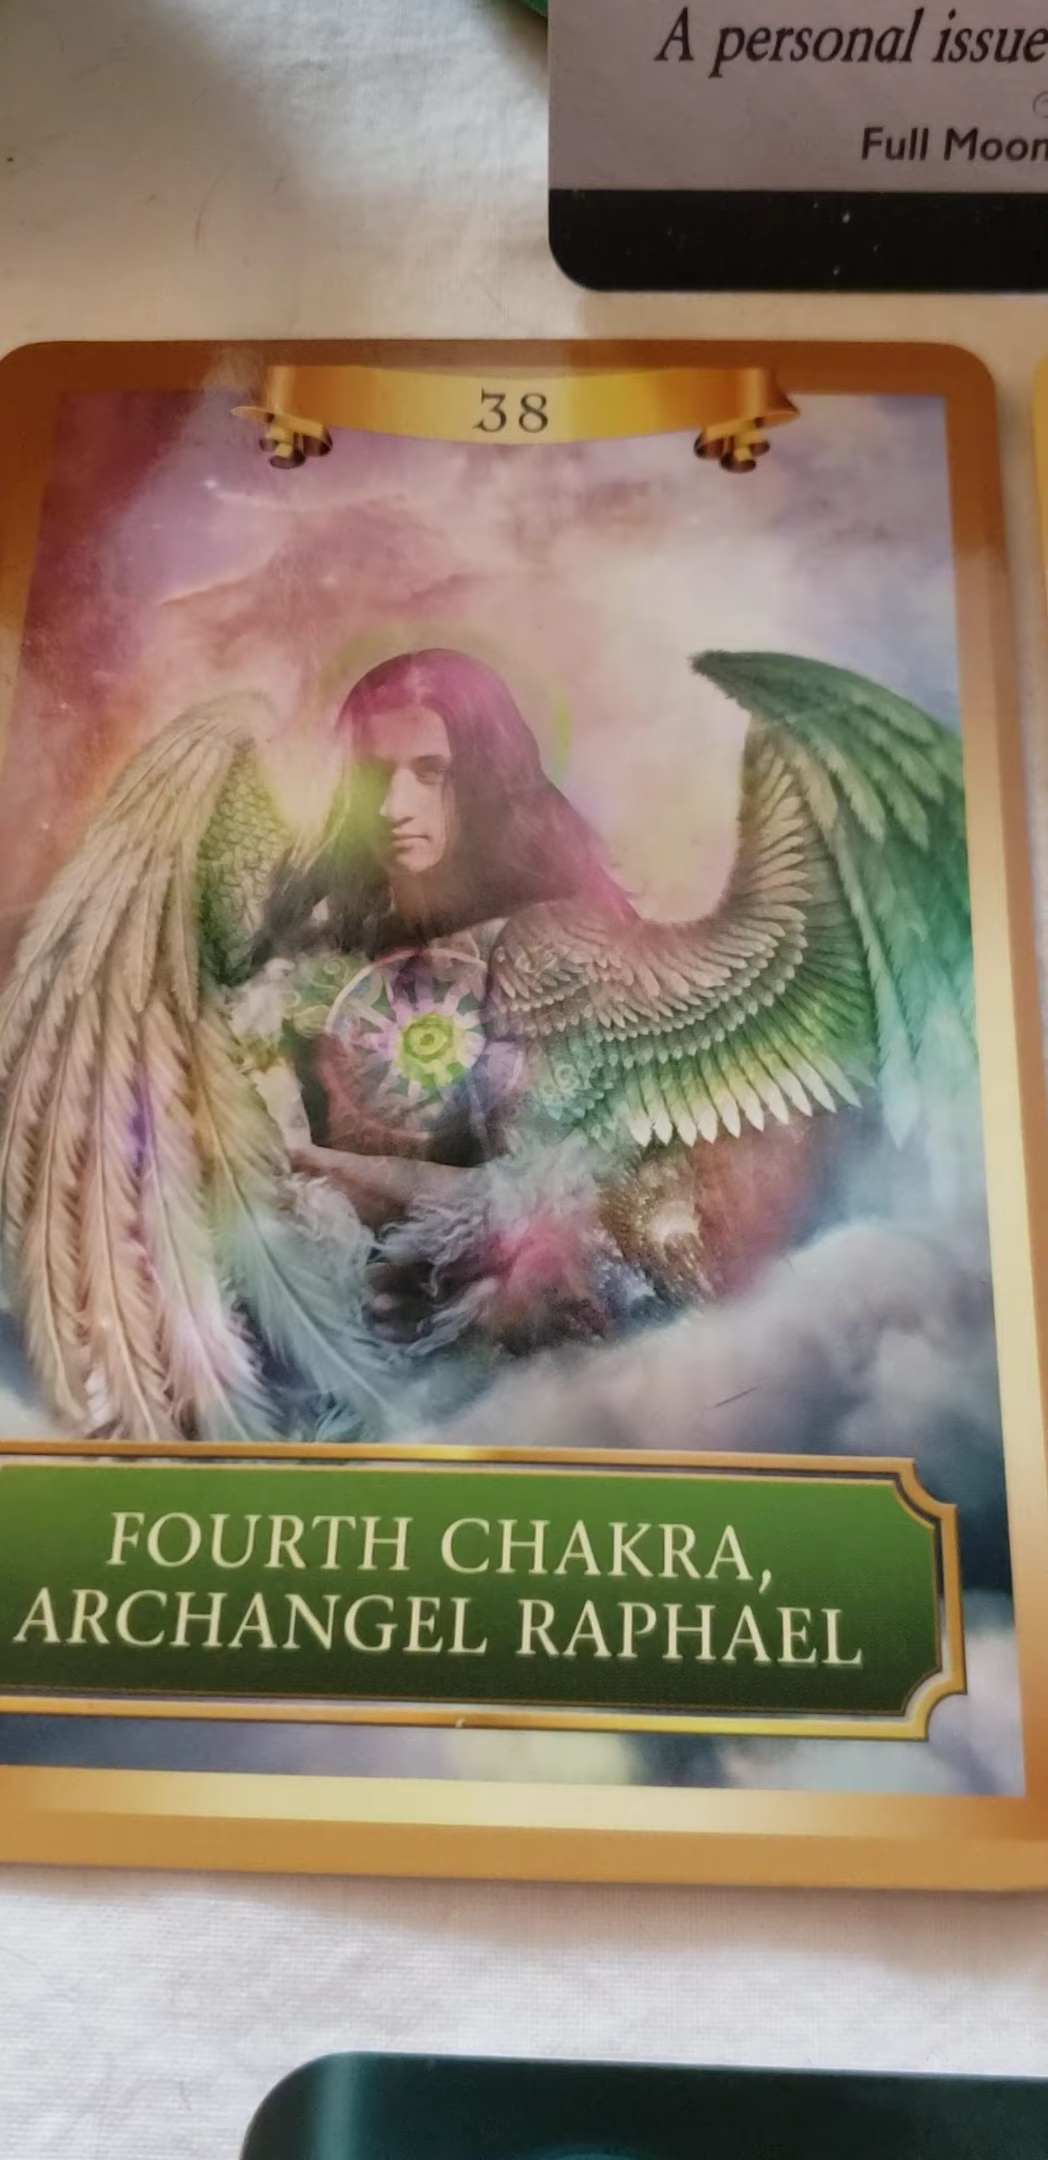 A personal issue
Full Moon
38
FOURTH CHAKRA,
ARCHANGEL RAPHAEL